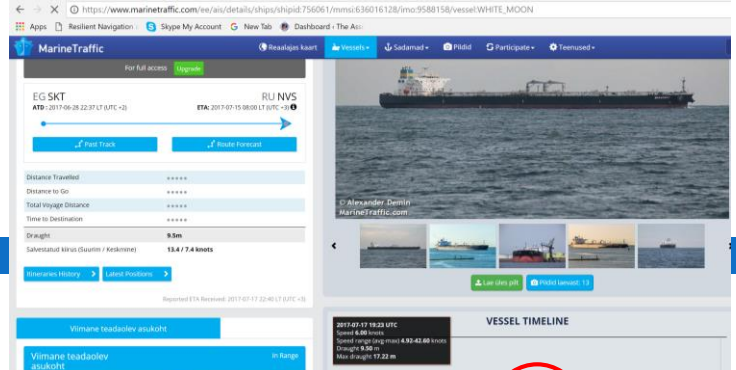 https://www.marinetraffic.com/ee/ais/details/ships/shipid:756061/mmsi:636016128/imo:9588158/vessel:WHITE_MOON
Apps Resilient Navigation Skype My Account New Tab Dashboard ‹ The
MarineTraffic Reaalajas kaart Vessels Sadamad Pildid Participate Teenused
For full access Upgrade
EG SKT RU NVS
ATD: 2017-06-28 22:37 LT (UTC +2) ETA: 2017-07-15 08:00 LT (UTC +3)
Past Track Route Forecast
Distance Travelled
Distance to Go
Total Voyage Distance
Time to Destination
Draught 9.5m
Salvestatud kiirus (Suurim / Keskmine) 13.4 / 7.4 knots
Itineraries History Latest Positions
Reported ETA Received: 2017-07-17 22:40 LT (UTC +3)
© Alexander Demin
MarineTraffic.com
Lae üles pilt Pildid laevast: 13
Viimane teadaolev asukoht
Viimane teadaolev
asukoht
In Range
VESSEL TIMELINE
2017-07-17 19:23 UTC
Speed 6.00 knots
Speed range (avg-max) 4.92-42.60 knots
Draught 9.50 m
Max draught 17.22 m